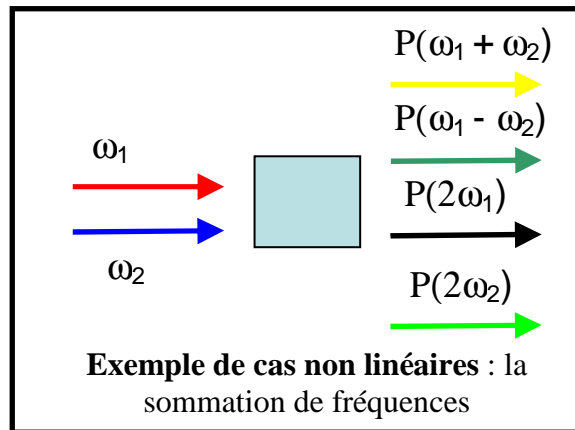 P(ω₁ + ω₂)
P(ω₁ - ω₂)
ω₁
P(2ω₁)
ω₂
P(2ω₂)
Exemple de cas non linéaires : la
sommation de fréquences